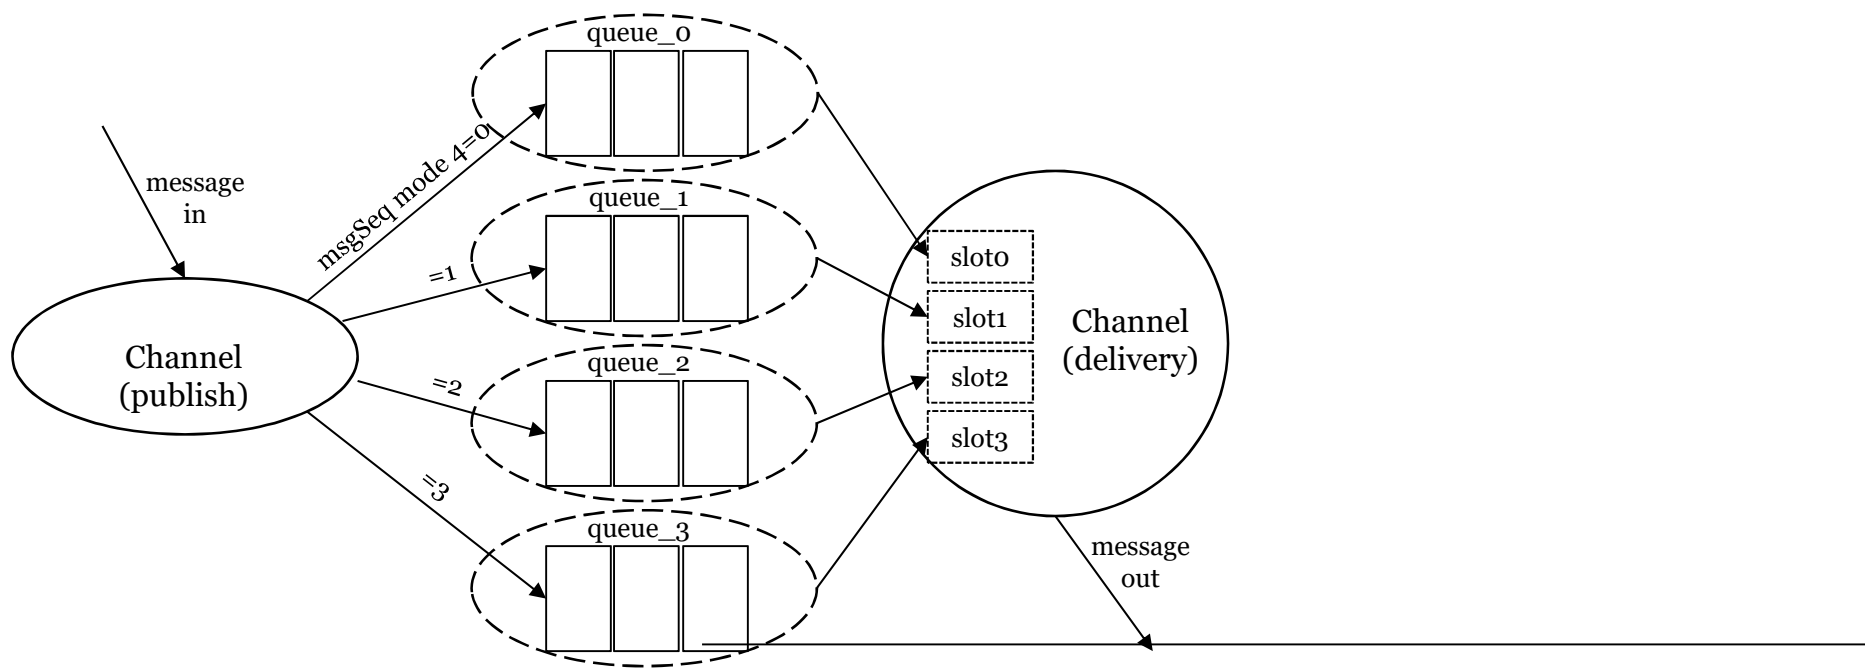 queue_0
message
in
msgSeq mode 4=0
queue_1
=1
slot0
slot1
Channel
(delivery)
Channel
(publish)
queue_2
=2
slot2
slot3
=3
queue_3
message
out